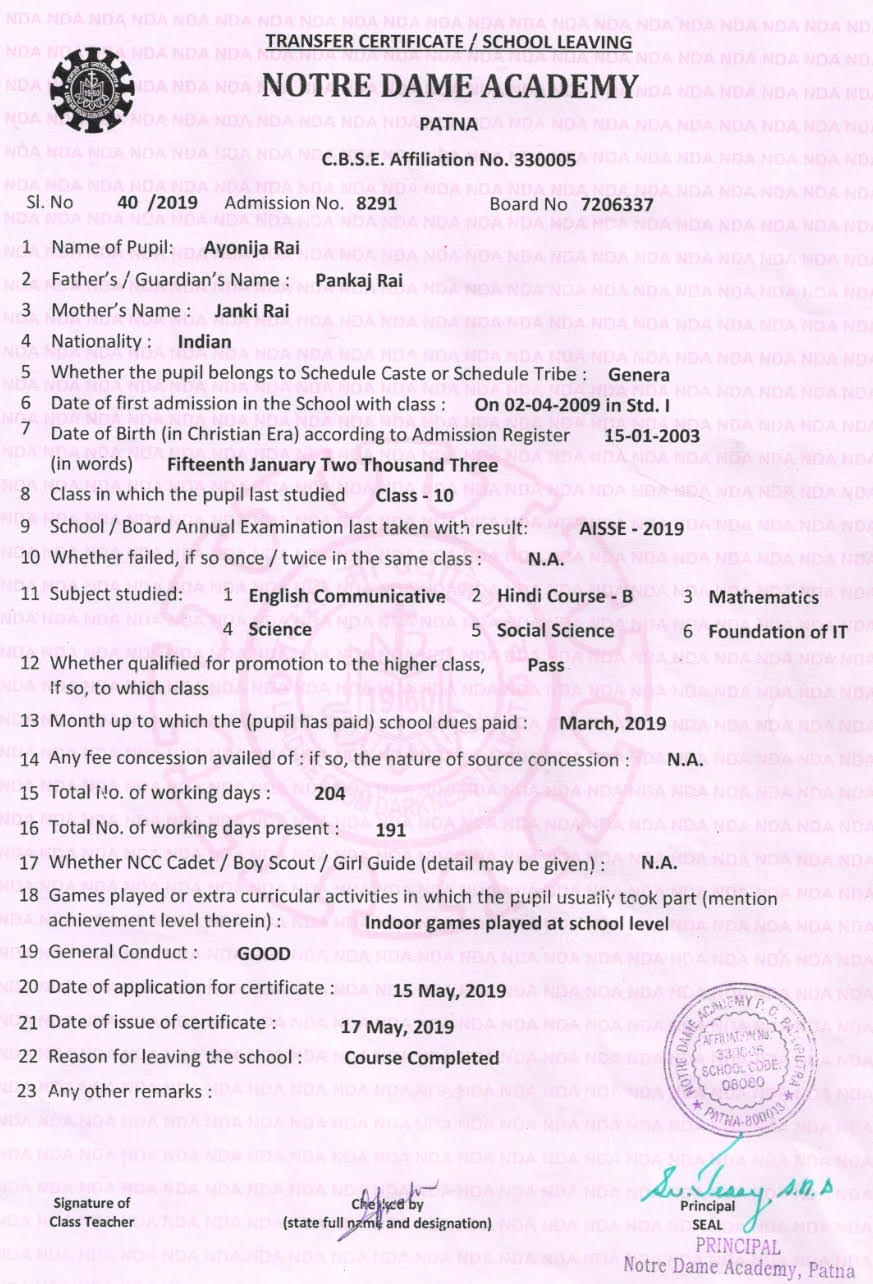 TRANSFER CERTIFICATE / SCHOOL LEAVING
NOTRE DAME ACADEMY
PATNA
C.B.S.E. Affiliation No. 330005
Sl. No 40 /2019 Admission No. 8291 Board No 7206337
1 Name of Pupil: Ayonija Rai
2 Father's / Guardian's Name : Pankaj Rai
3 Mother's Name : Janki Rai
4 Nationality : Indian
5 Whether the pupil belongs to Schedule Caste or Schedule Tribe : Genera
6 Date of first admission in the School with class : On 02-04-2009 in Std. I
7 Date of Birth (in Christian Era) according to Admission Register 15-01-2003
(in words) Fifteenth January Two Thousand Three
8 Class in which the pupil last studied Class - 10
9 School / Board Annual Examination last taken with result: AISSE - 2019
10 Whether failed, if so once / twice in the same class : N.A.
11 Subject studied: 1 English Communicative 2 Hindi Course - B 3 Mathematics
4 Science 5 Social Science 6 Foundation of IT
12 Whether qualified for promotion to the higher class, Pass
If so, to which class
13 Month up to which the (pupil has paid) school dues paid : March, 2019
14 Any fee concession availed of : if so, the nature of source concession : N.A.
15 Total No. of working days : 204
16 Total No. of working days present : 191
17 Whether NCC Cadet / Boy Scout / Girl Guide (detail may be given) : N.A.
18 Games played or extra curricular activities in which the pupil usually took part (mention
achievement level therein) : Indoor games played at school level
19 General Conduct : GOOD
20 Date of application for certificate : 15 May, 2019
21 Date of issue of certificate : 17 May, 2019
22 Reason for leaving the school : Course Completed
23 Any other remarks :
NOTRE DAME ACADEMY P. O. PATLIPUTRA
AFFILIATION No.
330005
SCHOOL CODE
08080
PATNA-800013
Sr. Tessy S.N.D
Signature of
Class Teacher
Checked by
(state full name and designation)
Principal
SEAL
PRINCIPAL
Notre Dame Academy, Patna